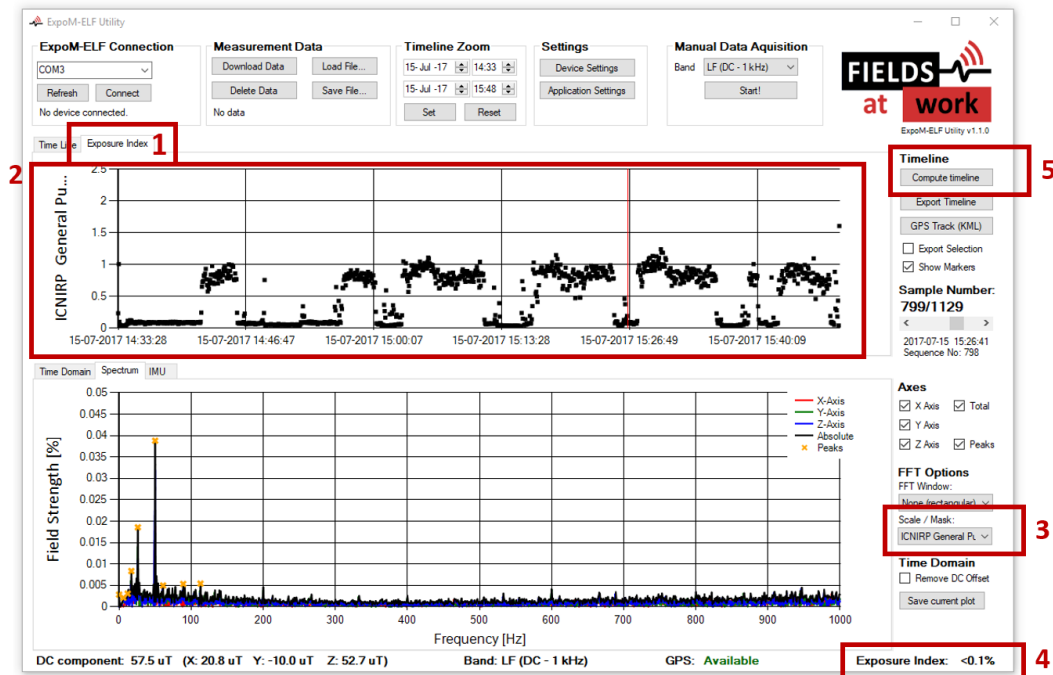 ExpoM-ELF Utility
ExpoM-ELF Connection
COM3
Refresh Connect
No device connected.
Measurement Data
Download Data Load File...
Delete Data Save File...
No data
Timeline Zoom
15- Jul -17 14:33
15- Jul -17 15:48
Set Reset
Settings
Device Settings
Application Settings
Manual Data Aquisition
Band LF (DC - 1 kHz)
Start!
FIELDS
at work
ExpoM-ELF Utility v1.1.0
Time Line Exposure Index 1
2
ICNIRP General Pu...
2.5
2
1.5
1
0.5
0
15-07-2017 14:33:28 15-07-2017 14:46:47 15-07-2017 15:00:07 15-07-2017 15:13:28 15-07-2017 15:26:49 15-07-2017 15:40:09
Timeline
Compute timeline
5
Export Timeline
GPS Track (KML)
Export Selection
Show Markers
Sample Number:
799/1129
< >
2017-07-15 15:26:41
Sequence No: 798
Time Domain Spectrum IMU
Field Strength [%]
0.05
0.045
0.04
0.035
0.03
0.025
0.02
0.015
0.01
0.005
0
0 100 200 300 400 500 600 700 800 900 1000
Frequency [Hz]
X-Axis
Y-Axis
Z-Axis
Absolute
Peaks
Axes
X Axis Total
Y Axis
Z Axis Peaks
FFT Options
FFT Window:
None (rectangular)
Scale / Mask:
ICNIRP General Pu
3
Time Domain
Remove DC Offset
Save current plot
DC component: 57.5 uT (X: 20.8 uT Y: -10.0 uT Z: 52.7 uT) Band: LF (DC - 1 kHz) GPS: Available Exposure Index: <0.1%
4